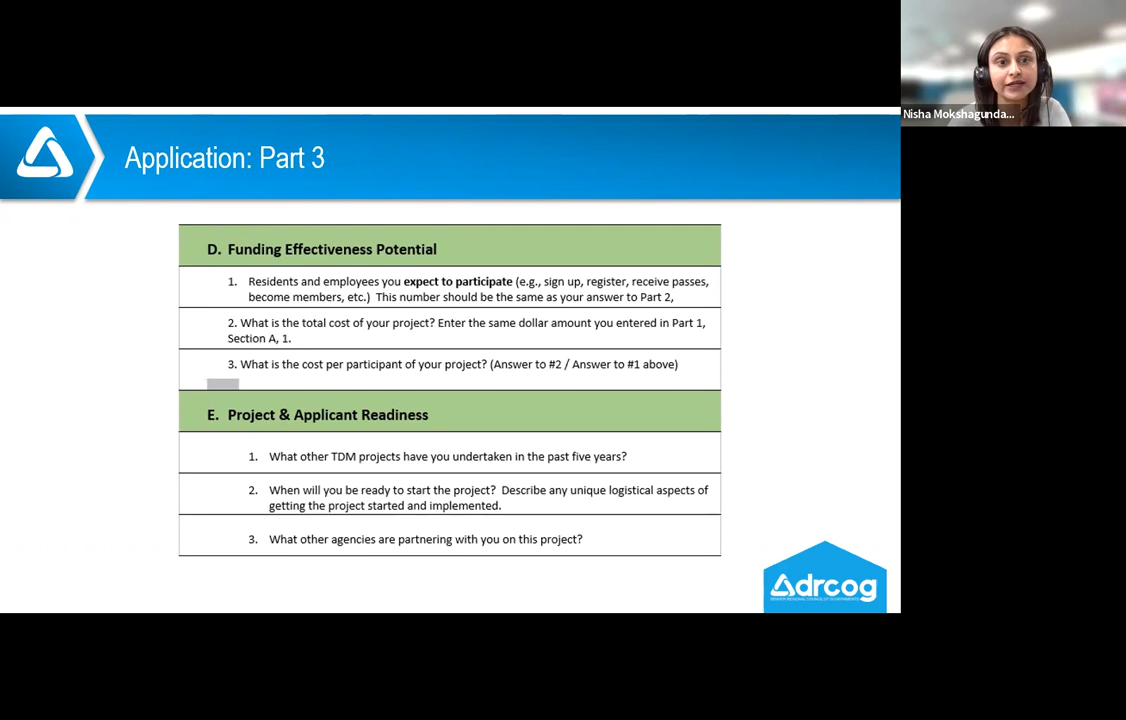 Nisha Mokshagunda...
Application: Part 3
D. Funding Effectiveness Potential
1. Residents and employees you expect to participate (e.g., sign up, register, receive passes,
become members, etc.) This number should be the same as your answer to Part 2,
2. What is the total cost of your project? Enter the same dollar amount you entered in Part 1,
Section A, 1.
3. What is the cost per participant of your project? (Answer to #2 / Answer to #1 above)
E. Project & Applicant Readiness
1. What other TDM projects have you undertaken in the past five years?
2. When will you be ready to start the project? Describe any unique logistical aspects of
getting the project started and implemented.
3. What other agencies are partnering with you on this project?
drcog
DENVER REGIONAL COUNCIL OF GOVERNMENTS